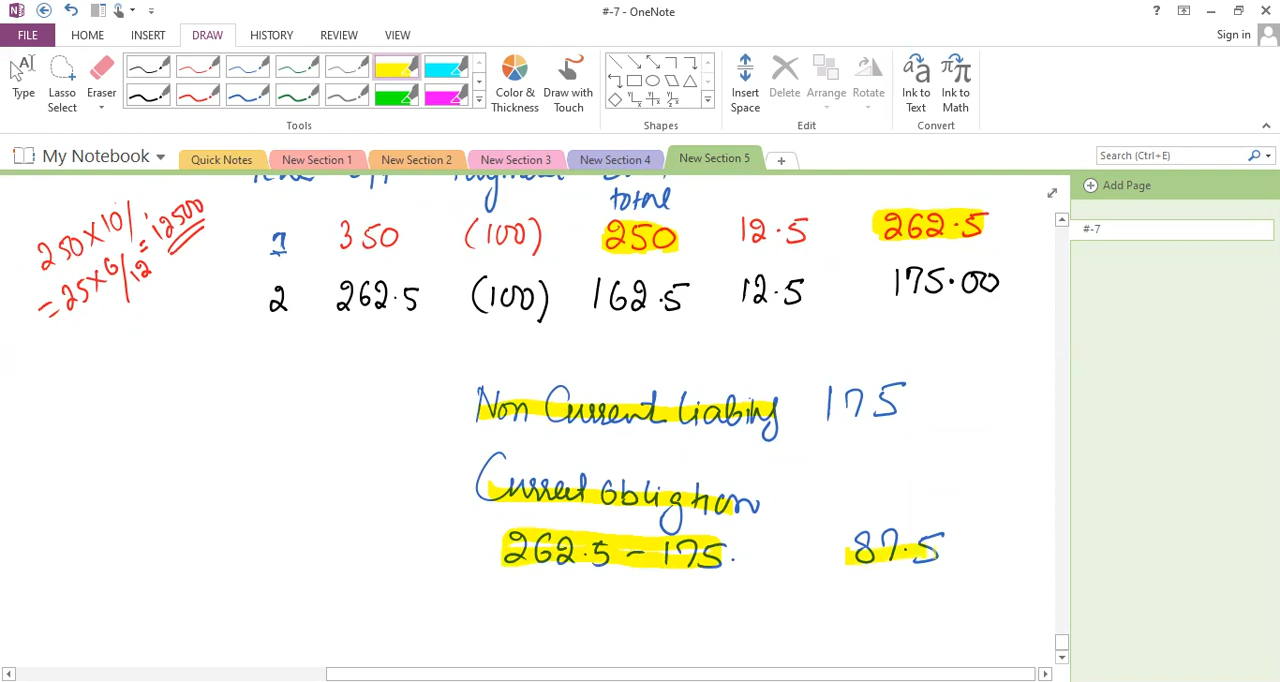 #-7 - OneNote
?
Sign in
FILE HOME INSERT DRAW HISTORY REVIEW VIEW
Type Lasso Select Eraser
Color & Thickness Draw with Touch
Insert Space Delete Arrange Rotate
Ink to Text Ink to Math
Tools Shapes Edit Convert
My Notebook Quick Notes New Section 1 New Section 2 New Section 3 New Section 4 New Section 5
Search (Ctrl+E)
Add Page
#-7
total
250 x 10/. = 12500
= 25 x 6/12
1 350 (100) 250 12.5 262.5
2 262.5 (100) 162.5 12.5 175.00
Non Current liability 175
Current obligation
262.5 - 175. 87.5